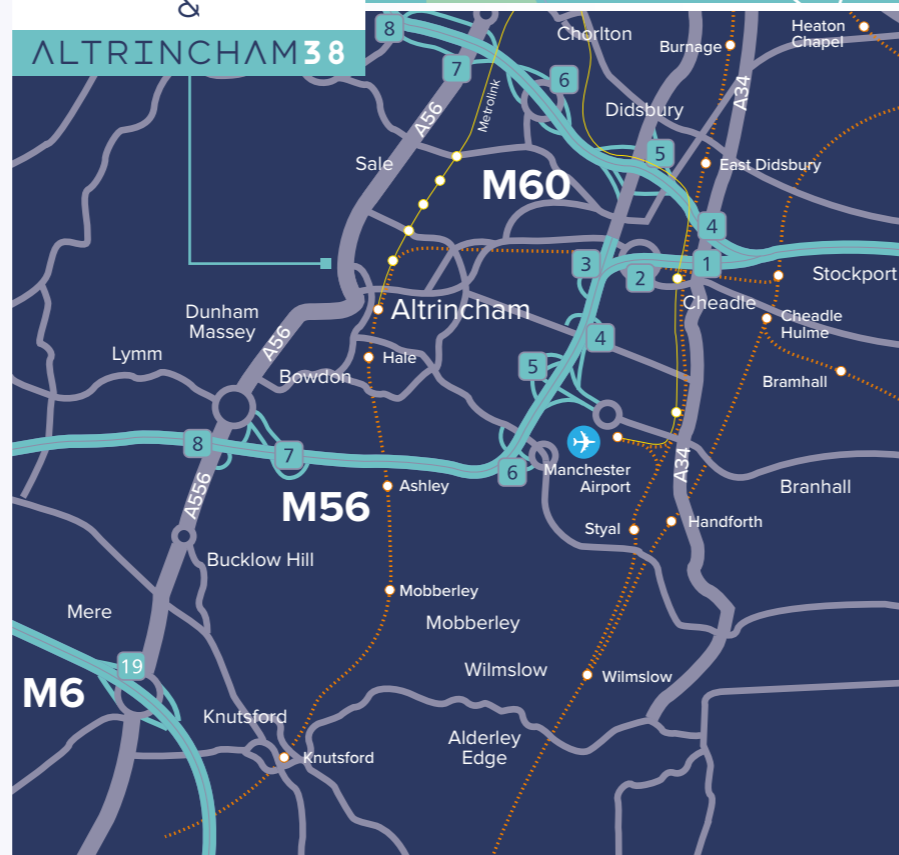 &
ALTRINCHAM38
8
Chorlton
Heaton
Chapel
Burnage
7
6
A34
Metrolink
A56
Didsbury
Sale
5
East Didsbury
M60
4
3
2
1
Stockport
Dunham
Massey
Altrincham
Cheadle
Cheadle
Hulme
A56
Lymm
Hale
4
5
Bowdon
Bramhall
8
7
6
Manchester
Airport
A34
A556
M56
Ashley
Branhall
Styal
Handforth
Bucklow Hill
Mobberley
Mere
Mobberley
19
Wilmslow
Wilmslow
M6
Knutsford
Alderley
Edge
Knutsford